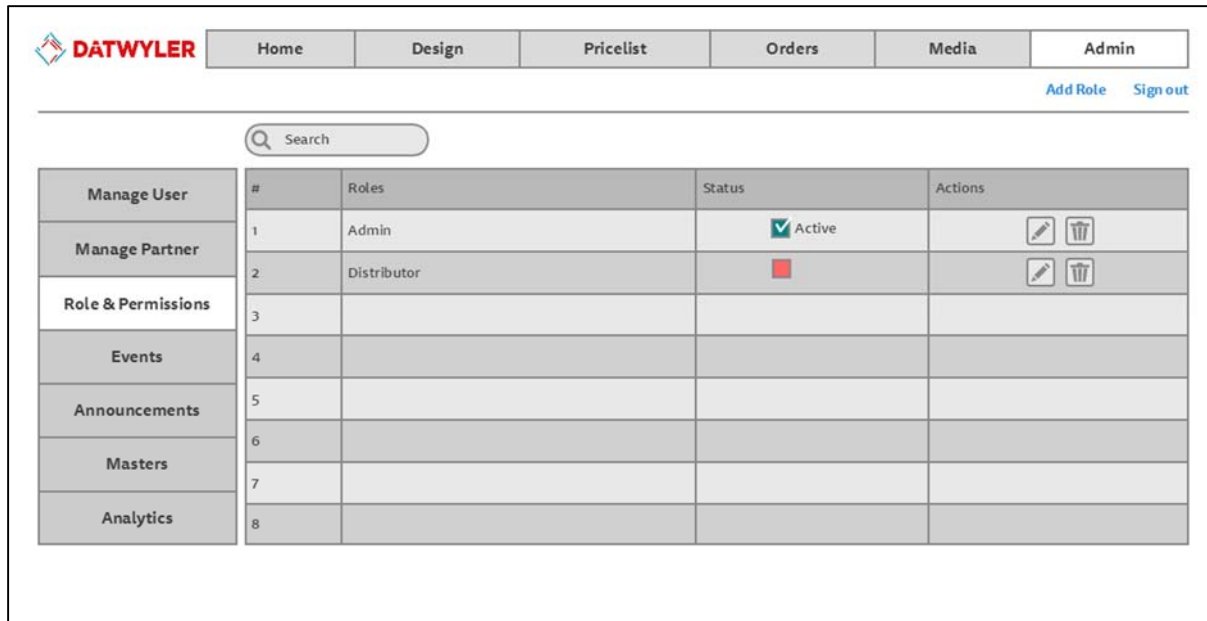 DATWYLER Home Design Pricelist Orders Media Admin
Add Role Sign out
Search
Manage User
Manage Partner
Role & Permissions
Events
Announcements
Masters
Analytics
# Roles Status Actions
1 Admin Active
2 Distributor
3
4
5
6
7
8